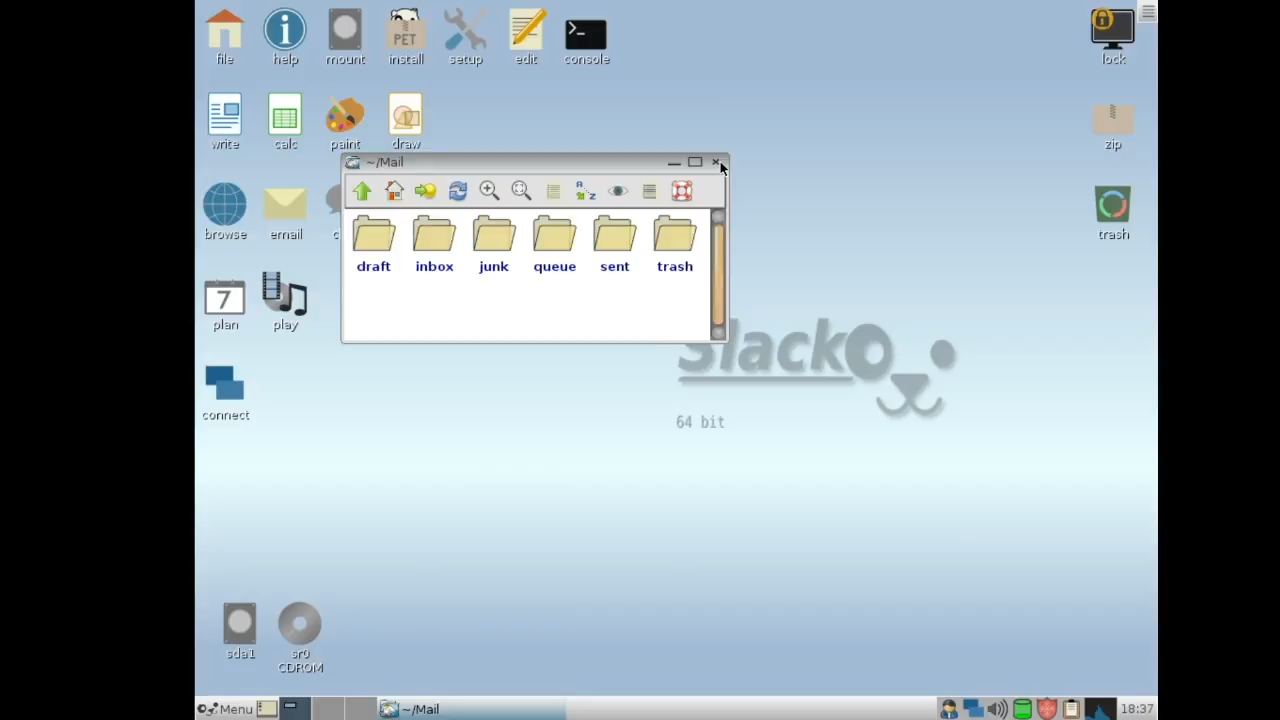 file help mount install setup edit console lock
PET
write calc paint draw zip
~/Mail
browse email trash
draft inbox junk queue sent trash
7
plan play
Slacko
64 bit
connect
sda1 sr0
CDROM
Menu ~/Mail 18:37